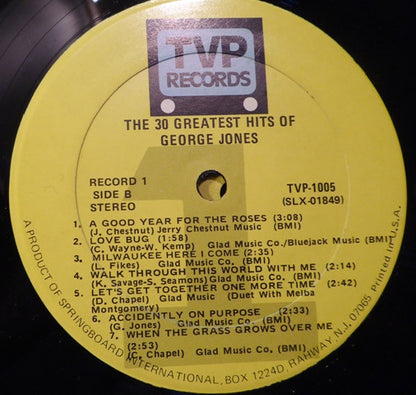 TVP
RECORDS
THE 30 GREATEST HITS OF
GEORGE JONES
RECORD 1
SIDE B
STEREO
TVP-1005
(SLX-01849)
1. A GOOD YEAR FOR THE ROSES (3:08)
(J. Chestnut) Jerry Chestnut Music (BMI)
2. LOVE BUG (1:58)
(C. Wayne-W. Kemp) Glad Music Co./Bluejack Music (BMI)
3. MILWAUKEE HERE I COME (2:35)
(L. Fikes) Glad Music Co. (BMI)
4. WALK THROUGH THIS WORLD WITH ME (2:14)
(K. Savage-S. Seamons) Glad Music Co. (BMI)
5. LET'S GET TOGETHER ONE MORE TIME (2:42)
(D. Chapel) Glad Music (Duet With Melba
Montgomery)
6. ACCIDENTLY ON PURPOSE (2:33)
(G. Jones) Glad Music Co. (BMI)
7. WHEN THE GRASS GROWS OVER ME
(2:53)
(C. Chapel) Glad Music Co. (BMI)
A PRODUCT OF SPRINGBOARD INTERNATIONAL, BOX 1224D, RAHWAY, N.J. 07065 Printed in U.S.A.
1